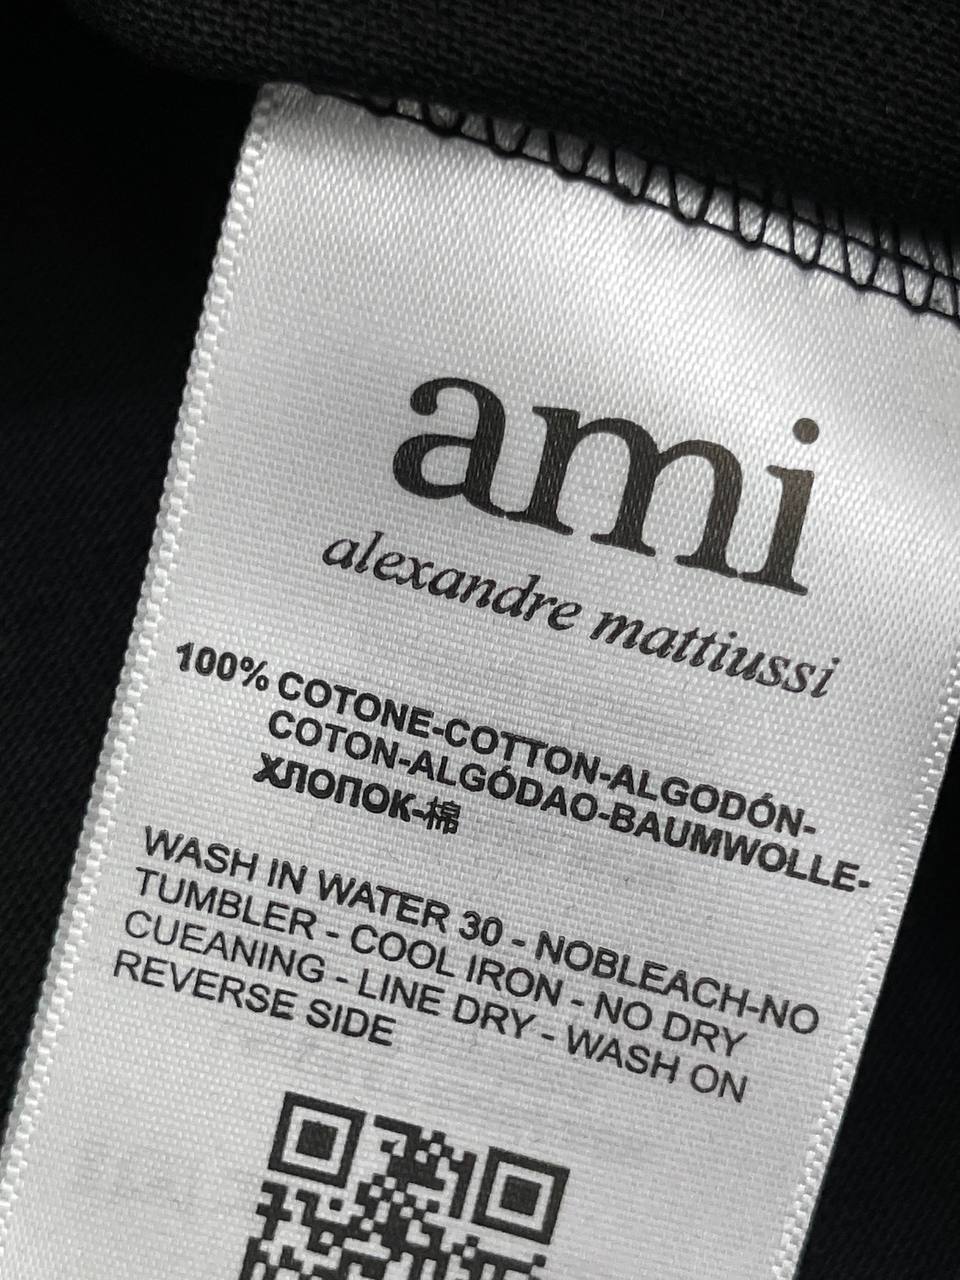 ami
alexandre mattiussi
100% COTONE-COTTON-ALGODÓN-
COTON-ALGÓDAO-BAUMWOLLE-
ХЛОПОК-棉
WASH IN WATER 30 - NOBLEACH-NO
TUMBLER - COOL IRON - NO DRY
CUEANING - LINE DRY - WASH ON
REVERSE SIDE